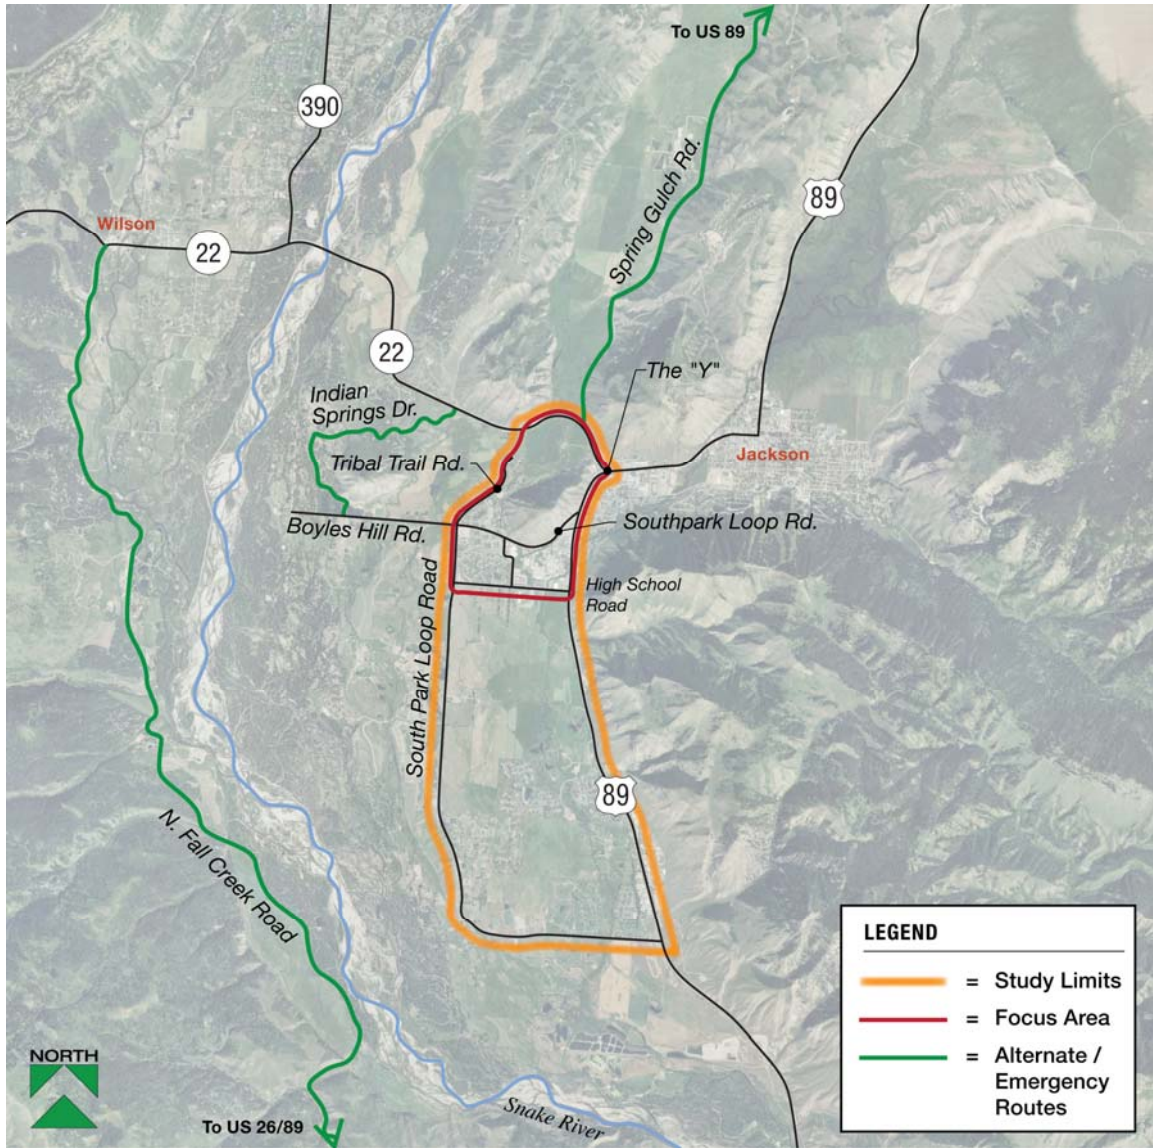 To US 89
390
89
Spring Gulch Rd.
Wilson
22
22
The "Y"
Indian
Springs Dr.
Jackson
Tribal Trail Rd.
Southpark Loop Rd.
Boyles Hill Rd.
High School
Road
South Park Loop Road
89
N. Fall Creek Road
LEGEND
= Study Limits
= Focus Area
= Alternate /
Emergency
Routes
NORTH
To US 26/89
Snake River